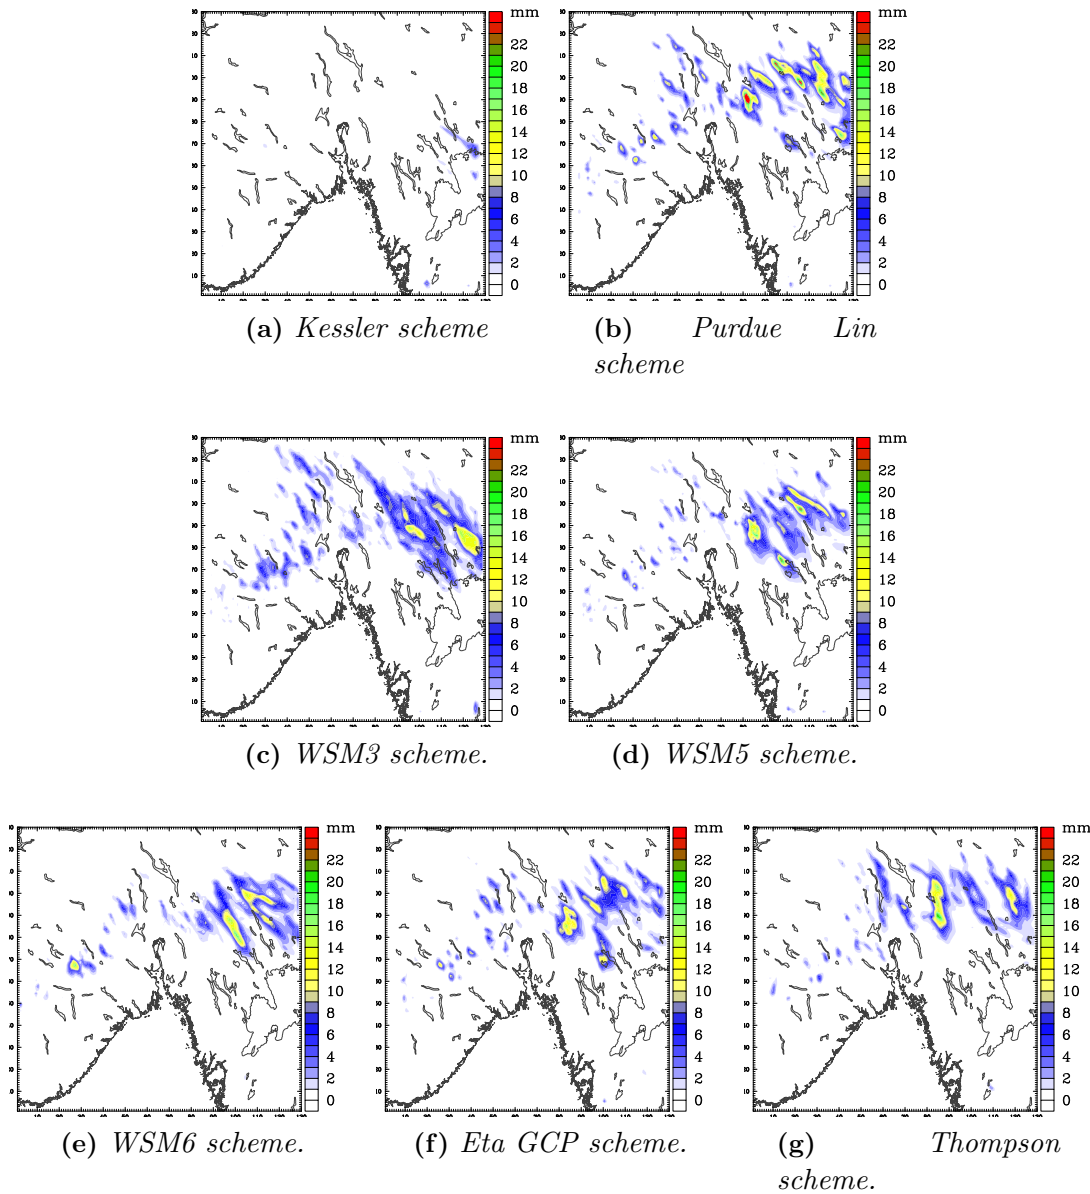 mm mm
22 22
20 20
18 18
16 16
14 14
12 12
10 10
8 8
6 6
4 4
2 2
0 0
(a) Kessler scheme (b) Purdue Lin
scheme
mm mm
22 22
20 20
18 18
16 16
14 14
12 12
10 10
8 8
6 6
4 4
2 2
0 0
(c) WSM3 scheme. (d) WSM5 scheme.
mm mm mm
22 22 22
20 20 20
18 18 18
16 16 16
14 14 14
12 12 12
10 10 10
8 8 8
6 6 6
4 4 4
2 2 2
0 0 0
(e) WSM6 scheme. (f) Eta GCP scheme. (g) Thompson
scheme.